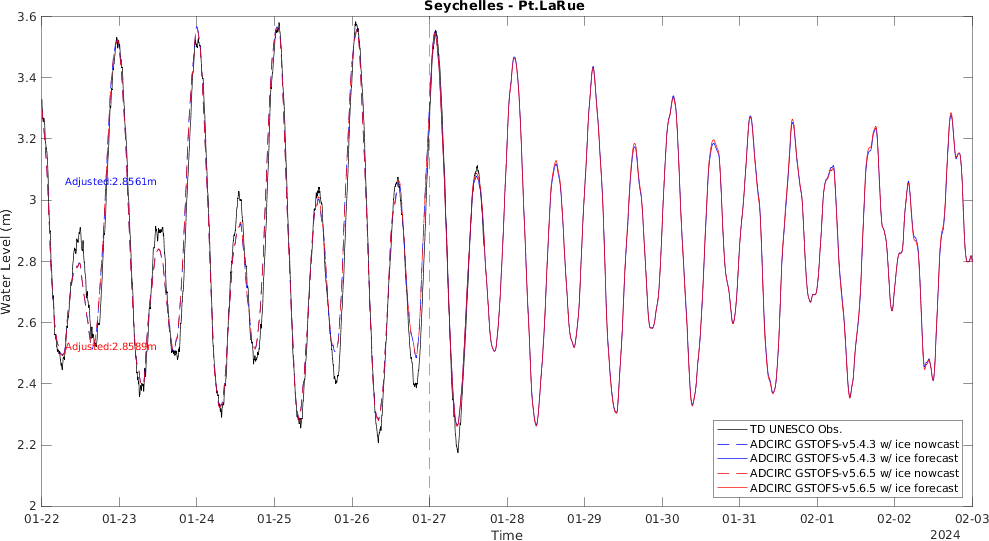 Seychelles - Pt.LaRue
3.6
3.4
3.2
3
2.8
2.6
2.4
2.2
2
Water Level (m)
Adjusted:2.8561m
Adjusted:2.8589m
TD UNESCO Obs.
ADCIRC GSTOFS-v5.4.3 w/ ice nowcast
ADCIRC GSTOFS-v5.4.3 w/ ice forecast
ADCIRC GSTOFS-v5.6.5 w/ ice nowcast
ADCIRC GSTOFS-v5.6.5 w/ ice forecast
01-22 01-23 01-24 01-25 01-26 01-27 01-28 01-29 01-30 01-31 02-01 02-02 02-03
Time
2024